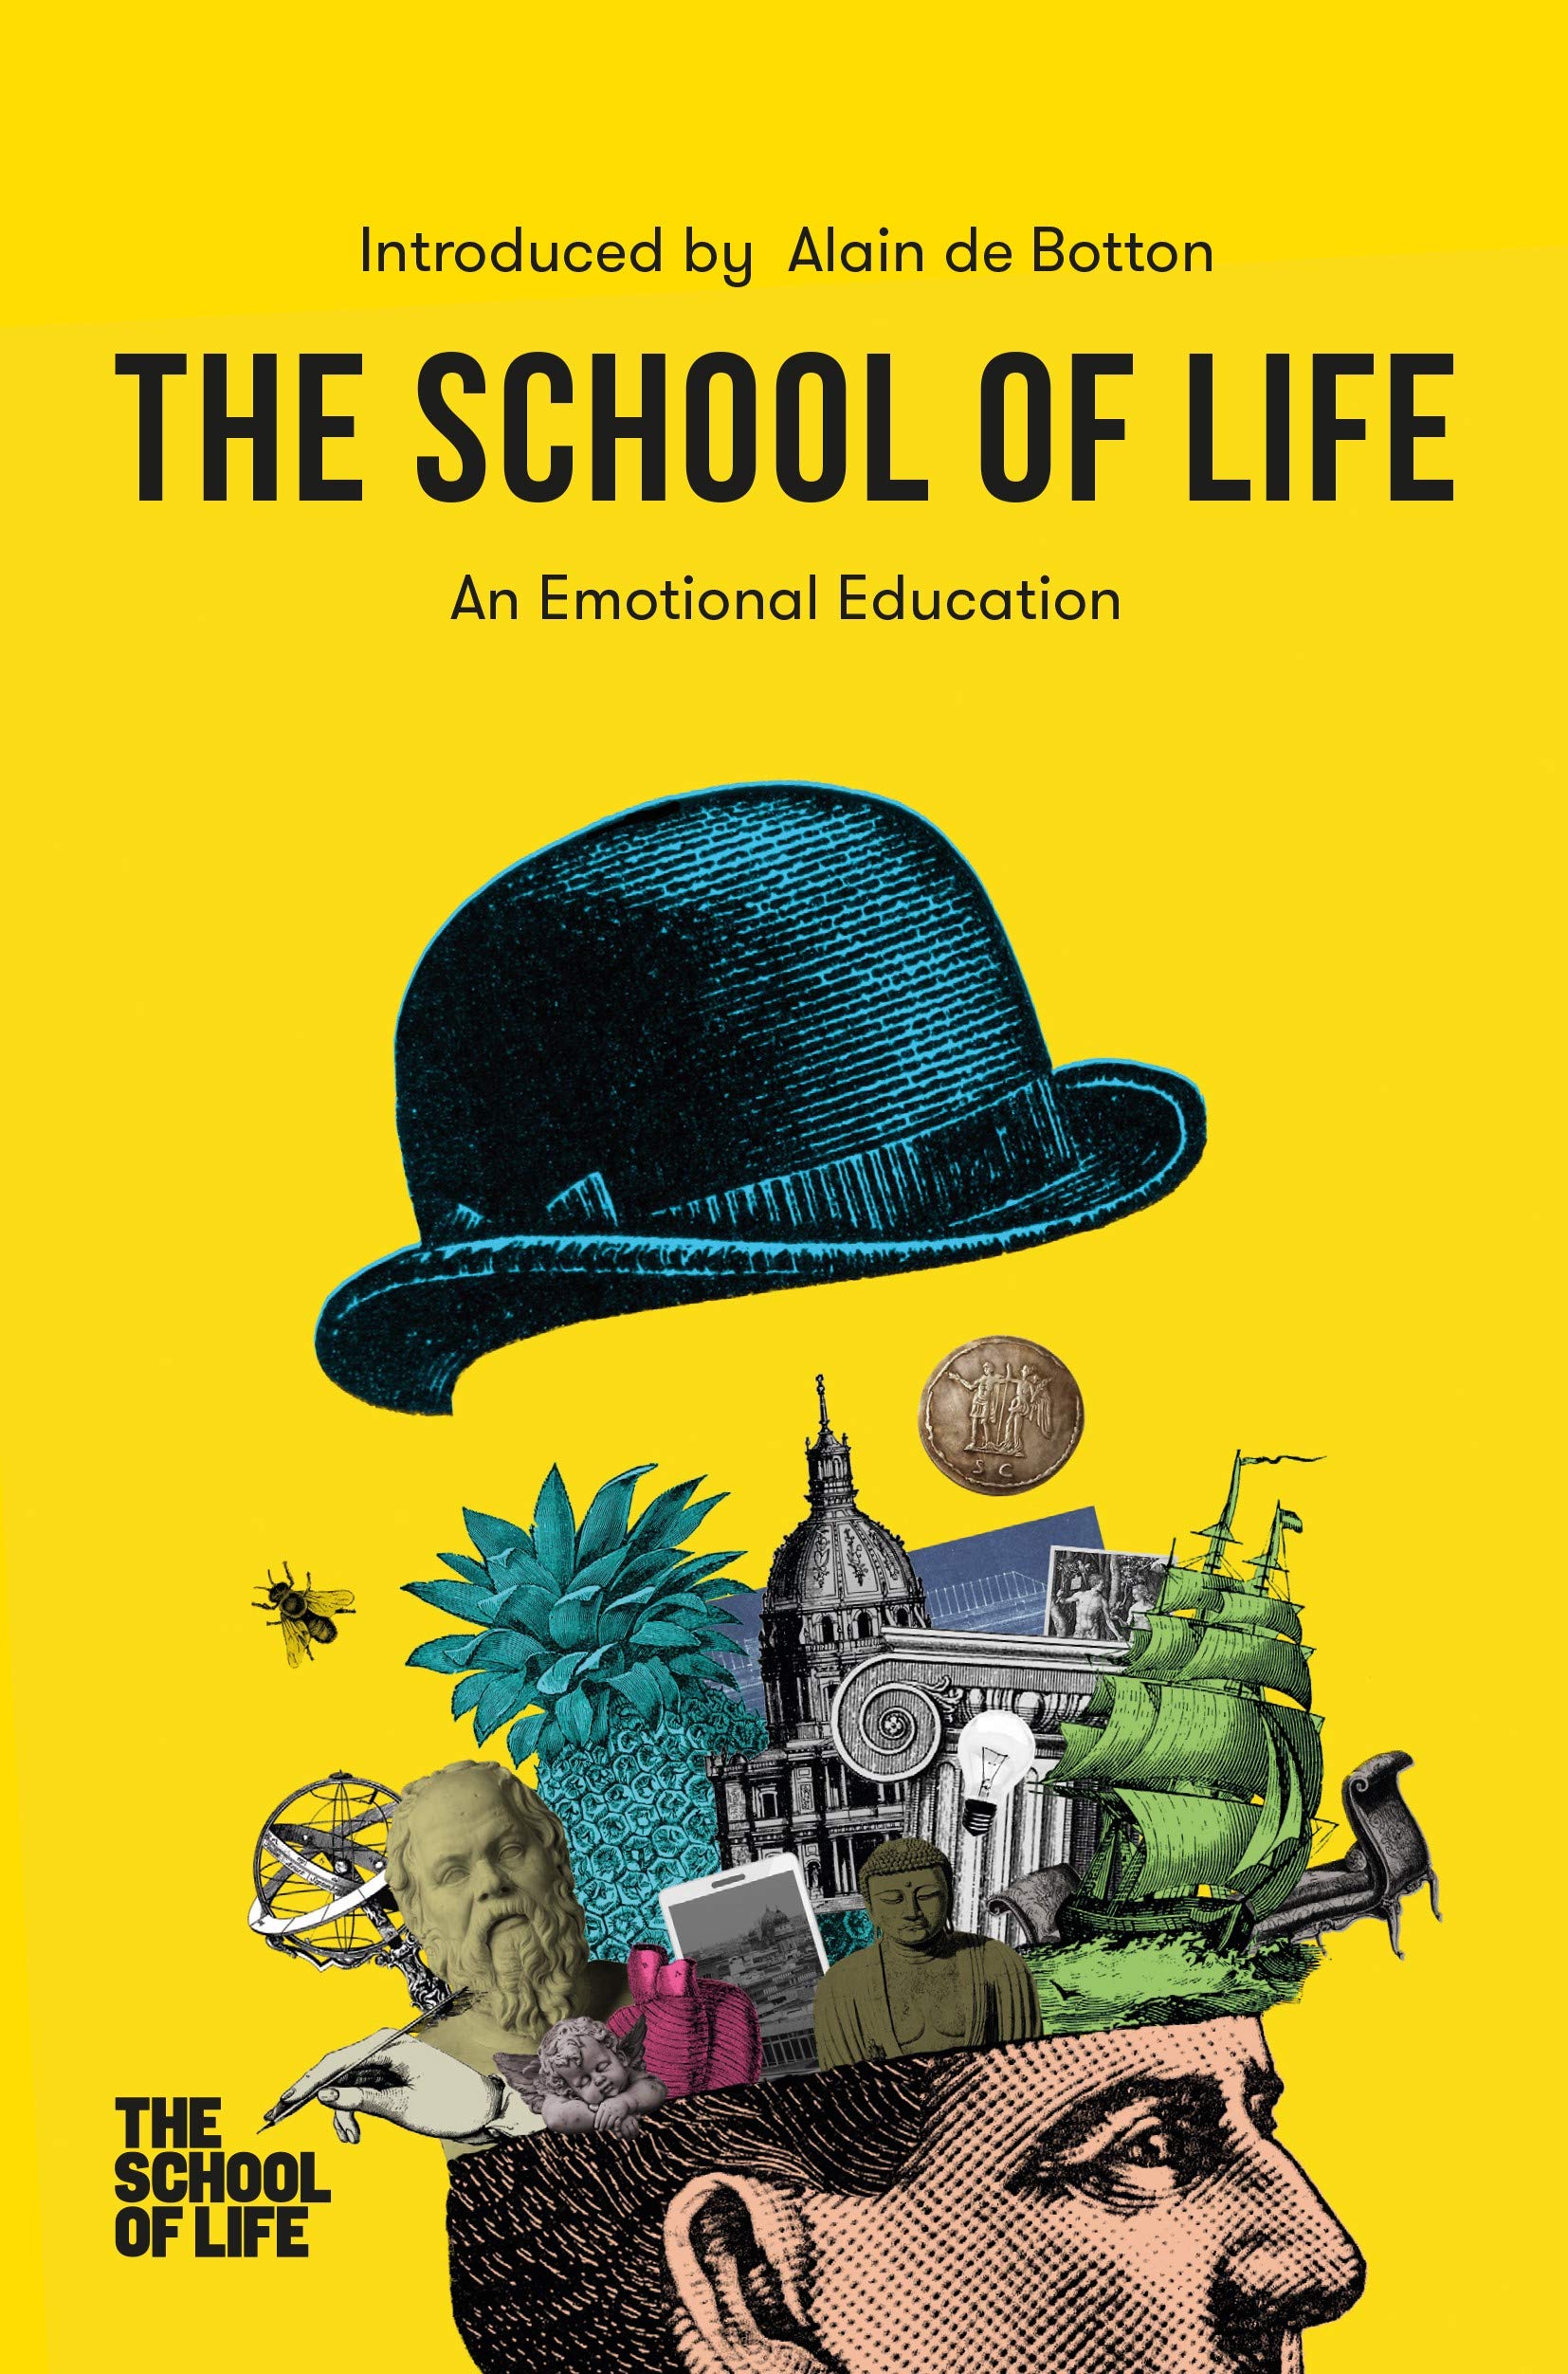 Introduced by Alain de Botton
THE SCHOOL OF LIFE
An Emotional Education
S C
THE
SCHOOL
OF LIFE